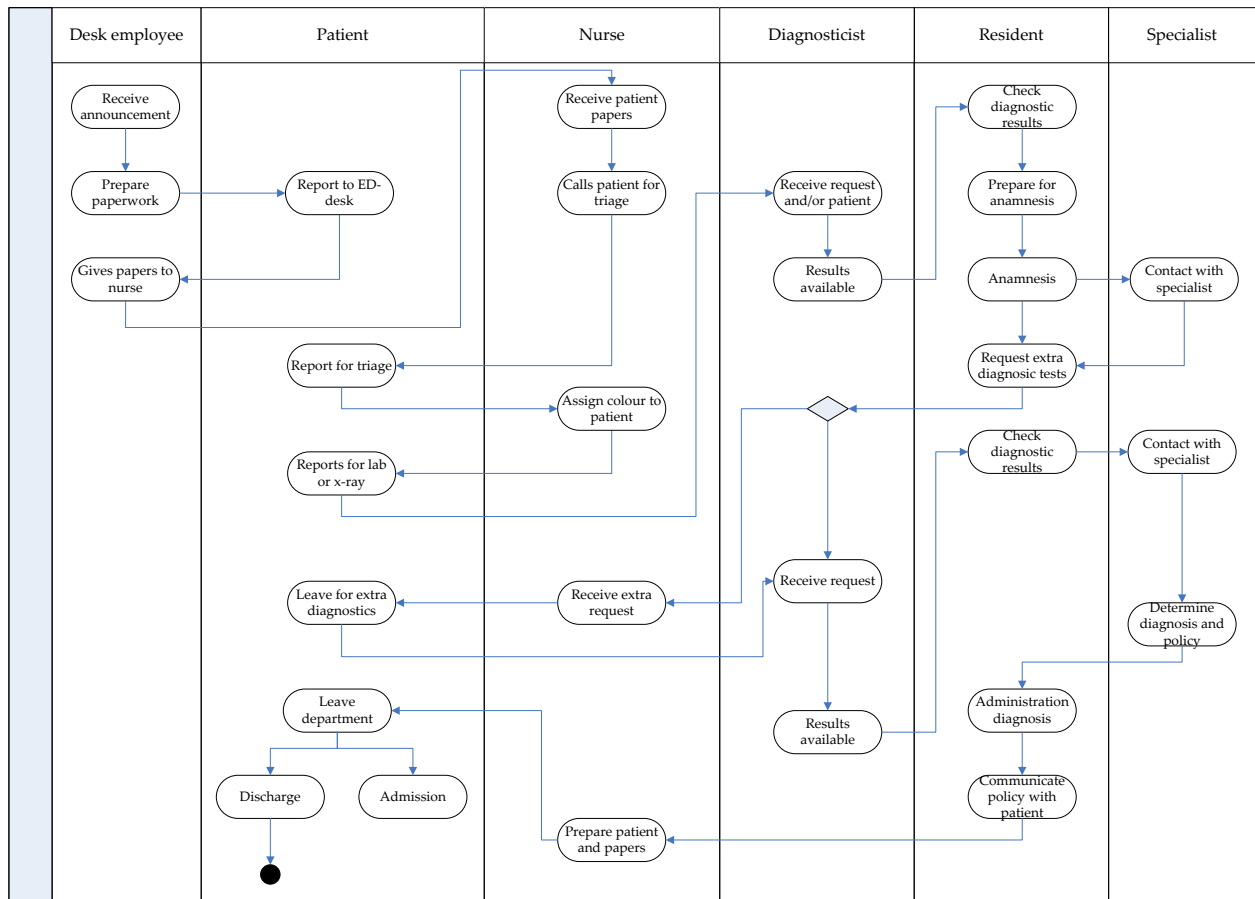 Desk employee
Patient
Nurse
Diagnosticist
Resident
Specialist
Receive
announcement
Receive patient
papers
Check
diagnostic
results
Prepare
paperwork
Report to ED-
desk
Calls patient for
triage
Receive request
and/or patient
Prepare for
anamnesis
Gives papers to
nurse
Results
available
Anamnesis
Contact with
specialist
Report for triage
Request extra
diagnosic tests
Assign colour to
patient
Reports for lab
or x-ray
Check
diagnostic
results
Contact with
specialist
Receive request
Leave for extra
diagnostics
Receive extra
request
Determine
diagnosis and
policy
Leave
department
Results
available
Administration
diagnosis
Discharge
Admission
Communicate
policy with
patient
Prepare patient
and papers